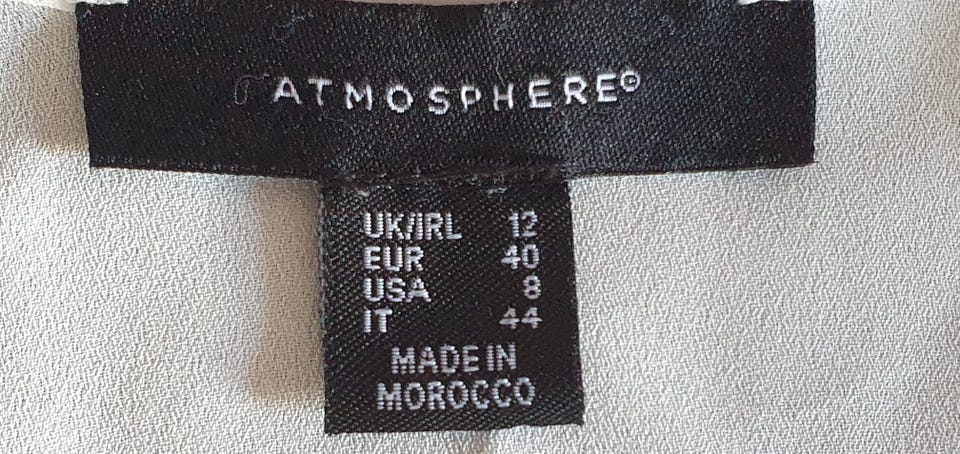 ATMOSPHERE©
UK/IRL 12
EUR 40
USA 8
IT 44
MADE IN
MOROCCO